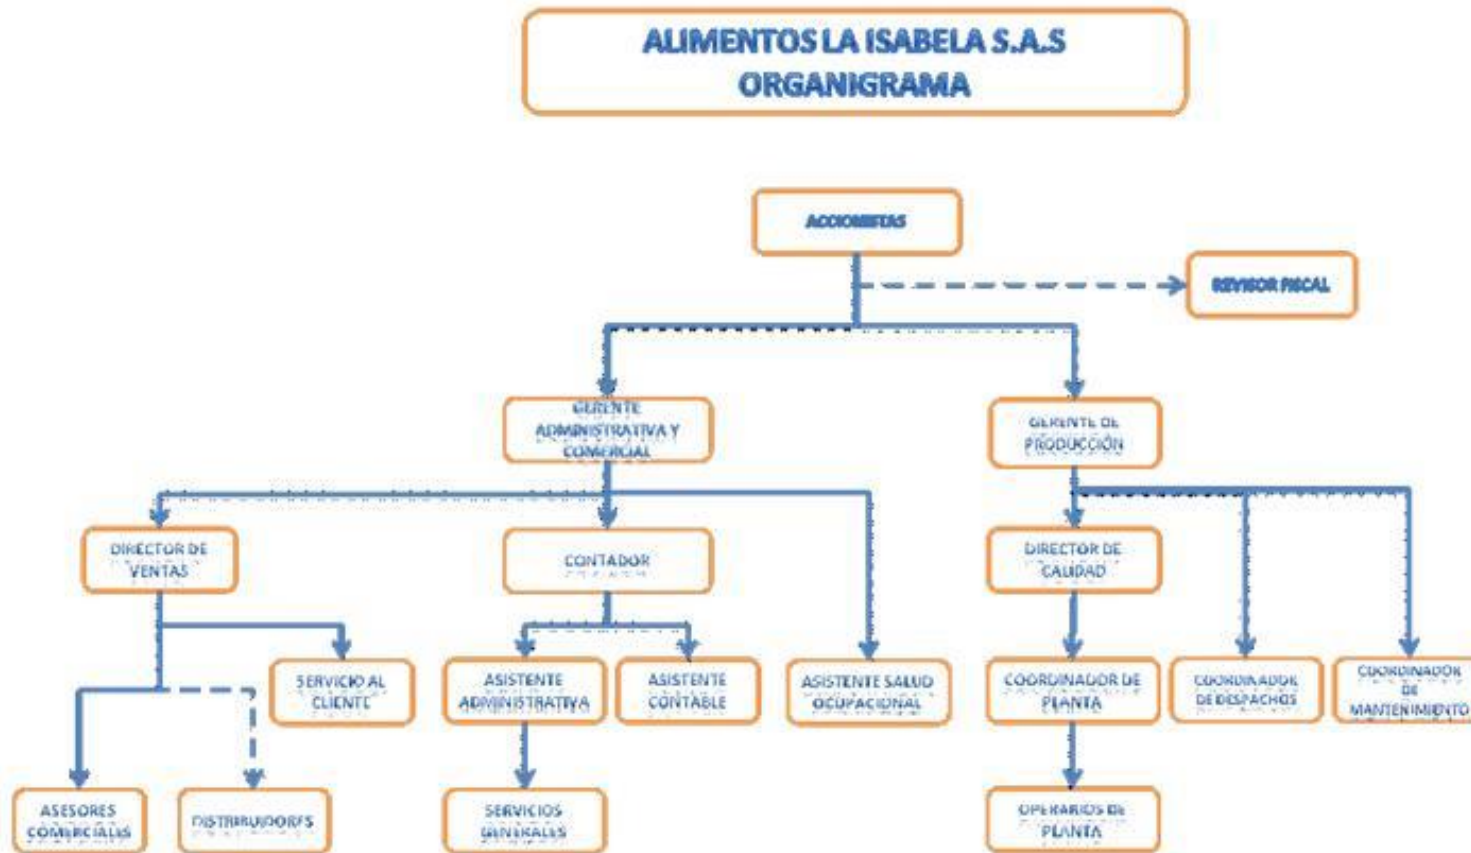 ALIMENTOS LA ISABELA S.A.S
ORGANIGRAMA
ACCIONISTAS
REVISOR FISCAL
GERENTE
ADMINISTRATIVA Y
COMERCIAL
GERENTE DE
PRODUCCIÓN
DIRECTOR DE
VENTAS
CONTADOR
DIRECTOR DE
CALIDAD
SERVICIO AL
CLIENTE
ASISTENTE
ADMINISTRATIVA
ASISTENTE
CONTABLE
ASISTENTE SALUD
OCUPACIONAL
COORDINADOR DE
PLANTA
COORDINADOR
DE DESPACHOS
COORDINADOR
DE
MANTENIMIENTO
ASESORES
COMERCIALES
DISTRIBUIDORES
SERVICIOS
GENERALES
OPERARIOS DE
PLANTA